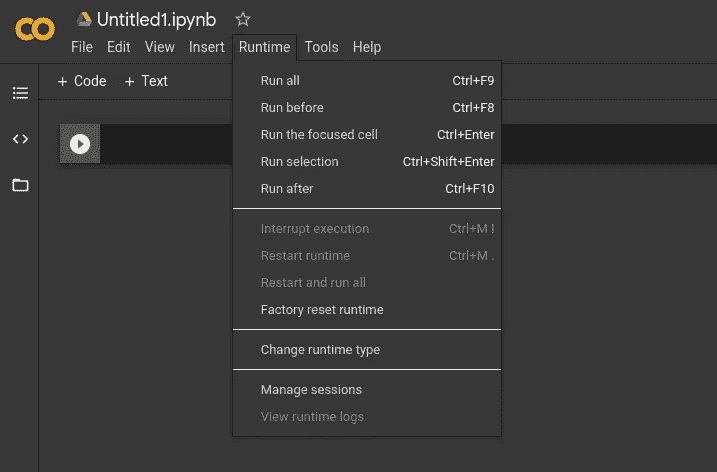 Untitled1.ipynb
File Edit View Insert Runtime Tools Help
+ Code + Text
Run all Ctrl+F9
Run before Ctrl+F8
Run the focused cell Ctrl+Enter
Run selection Ctrl+Shift+Enter
Run after Ctrl+F10
Interrupt execution Ctrl+M I
Restart runtime Ctrl+M .
Restart and run all
Factory reset runtime
Change runtime type
Manage sessions
View runtime logs